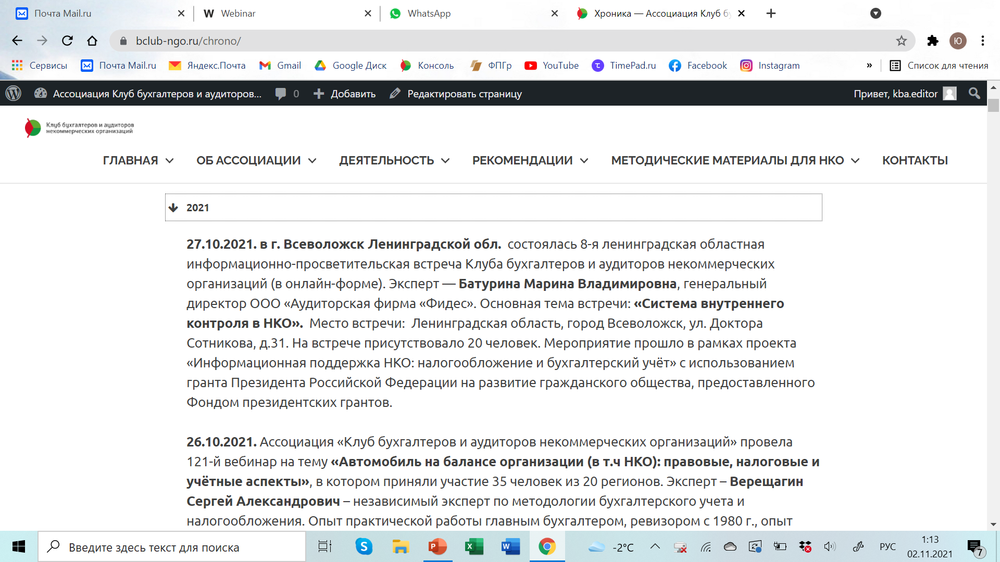 Почта Mail.ru
Webinar
WhatsApp
Хроника — Ассоциация Клуб б
bclub-ngo.ru/chrono/
Ю
Сервисы
Почта Mail.ru
Яндекс.Почта
Gmail
Google Диск
Консоль
ФПГр
YouTube
TimePad.ru
Facebook
Instagram
»
Список для чтения
Ассоциация Клуб бухгалтеров и аудиторов…
0
Добавить
Редактировать страницу
Привет, kba.editor
Клуб бухгалтеров и аудиторов
некоммерческих организаций
ГЛАВНАЯ
ОБ АССОЦИАЦИИ
ДЕЯТЕЛЬНОСТЬ
РЕКОМЕНДАЦИИ
МЕТОДИЧЕСКИЕ МАТЕРИАЛЫ ДЛЯ НКО
КОНТАКТЫ
2021
27.10.2021. в г. Всеволожск Ленинградской обл. состоялась 8-я ленинградская областная
информационно-просветительская встреча Клуба бухгалтеров и аудиторов некоммерческих
организаций (в онлайн-форме). Эксперт — Батурина Марина Владимировна, генеральный
директор ООО «Аудиторская фирма «Фидес». Основная тема встречи: «Система внутреннего
контроля в НКО». Место встречи: Ленинградская область, город Всеволожск, ул. Доктора
Сотникова, д.31. На встрече присутствовало 20 человек. Мероприятие прошло в рамках проекта
«Информационная поддержка НКО: налогообложение и бухгалтерский учёт» с использованием
гранта Президента Российской Федерации на развитие гражданского общества, предоставленного
Фондом президентских грантов.
26.10.2021. Ассоциация «Клуб бухгалтеров и аудиторов некоммерческих организаций» провела
121-й вебинар на тему «Автомобиль на балансе организации (в т.ч НКО): правовые, налоговые и
учётные аспекты», в котором приняли участие 35 человек из 20 регионов. Эксперт – Верещагин
Сергей Александрович – независимый эксперт по методологии бухгалтерского учета и
налогообложения. Опыт практической работы главным бухгалтером, ревизором с 1980 г., опыт
Введите здесь текст для поиска
-2°C
РУС
1:13
02.11.2021
7